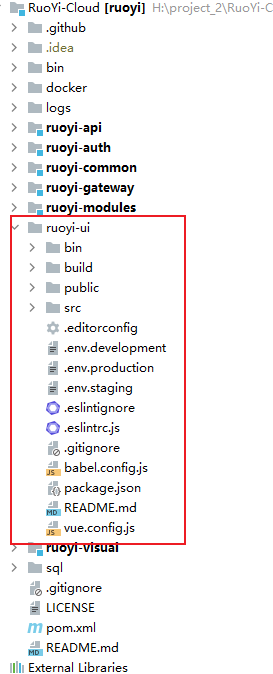 RuoYi-Cloud [ruoyi] H:\project_2\RuoYi-C
.github
.idea
bin
docker
logs
ruoyi-api
ruoyi-auth
ruoyi-common
ruoyi-gateway
ruoyi-modules
ruoyi-ui
bin
build
public
src
.editorconfig
.env.development
.env.production
.env.staging
.eslintignore
.eslintrc.js
.gitignore
babel.config.js
package.json
README.md
vue.config.js
ruoyi-visual
sql
.gitignore
LICENSE
pom.xml
README.md
External Libraries